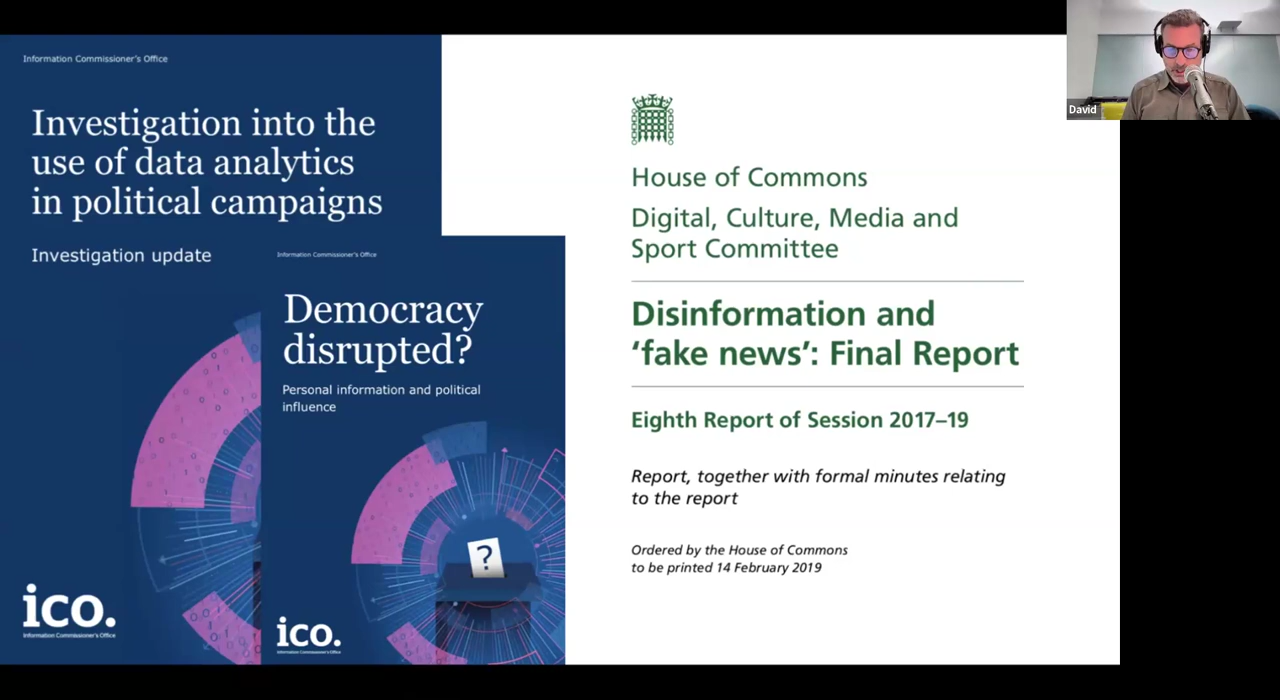 Information Commissioner's Office
Investigation into the
use of data analytics
in political campaigns
Investigation update
ico.
Information Commissioner's Office
Information Commissioner's Office
Democracy
disrupted?
Personal information and political
influence
?
ico.
Information Commissioner's Office
House of Commons
Digital, Culture, Media and
Sport Committee
Disinformation and
‘fake news’: Final Report
Eighth Report of Session 2017–19
Report, together with formal minutes relating
to the report
Ordered by the House of Commons
to be printed 14 February 2019
David